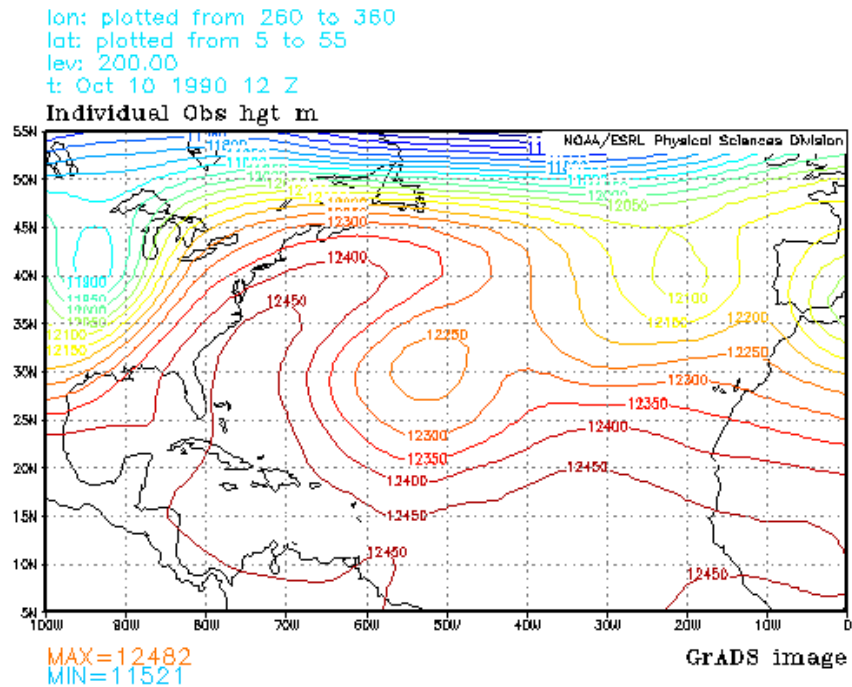 lon: plotted from 260 to 360
lat: plotted from 5 to 55
lev: 200.00
t: Oct 10 1990 12 Z
Individual Obs hgt m
NOAA/ESRL Physical Sciences Division
55N
50N
45N
40N
35N
30N
25N
20N
15N
10N
5N
11800
12050
12300
12400
11900
12450
11950
12100
12150
12250
12100
12150
12200
12250
12350
12300
12350
12400
12400
12450
12450
12450
12450
100W 90W 80W 70W 60W 50W 40W 30W 20W 10W 0
MAX=12482
MIN=11521
GrADS image